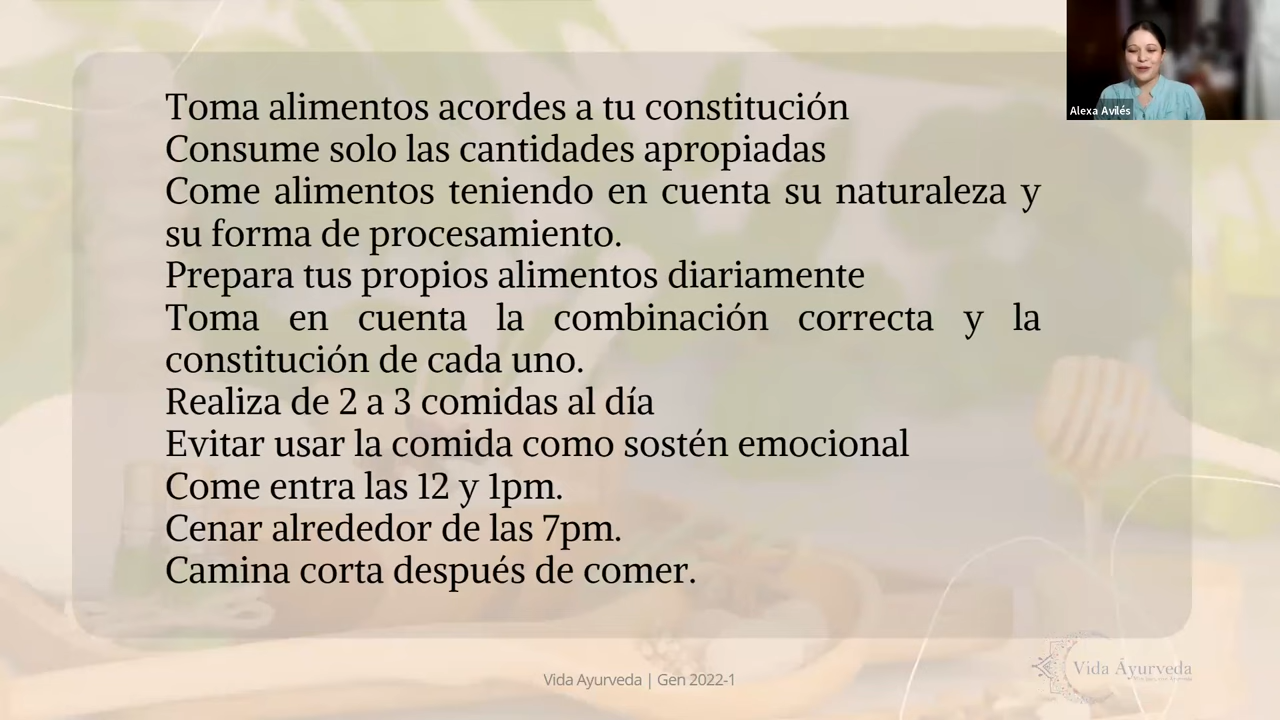 Toma alimentos acordes a tu constitución
Consume solo las cantidades apropiadas
Come alimentos teniendo en cuenta su naturaleza y
su forma de procesamiento.
Prepara tus propios alimentos diariamente
Toma en cuenta la combinación correcta y la
constitución de cada uno.
Realiza de 2 a 3 comidas al día
Evitar usar la comida como sostén emocional
Come entra las 12 y 1pm.
Cenar alrededor de las 7pm.
Camina corta después de comer.
Alexa Avilés
Vida Ayurveda | Gen 2022-1
Vida Áyurveda